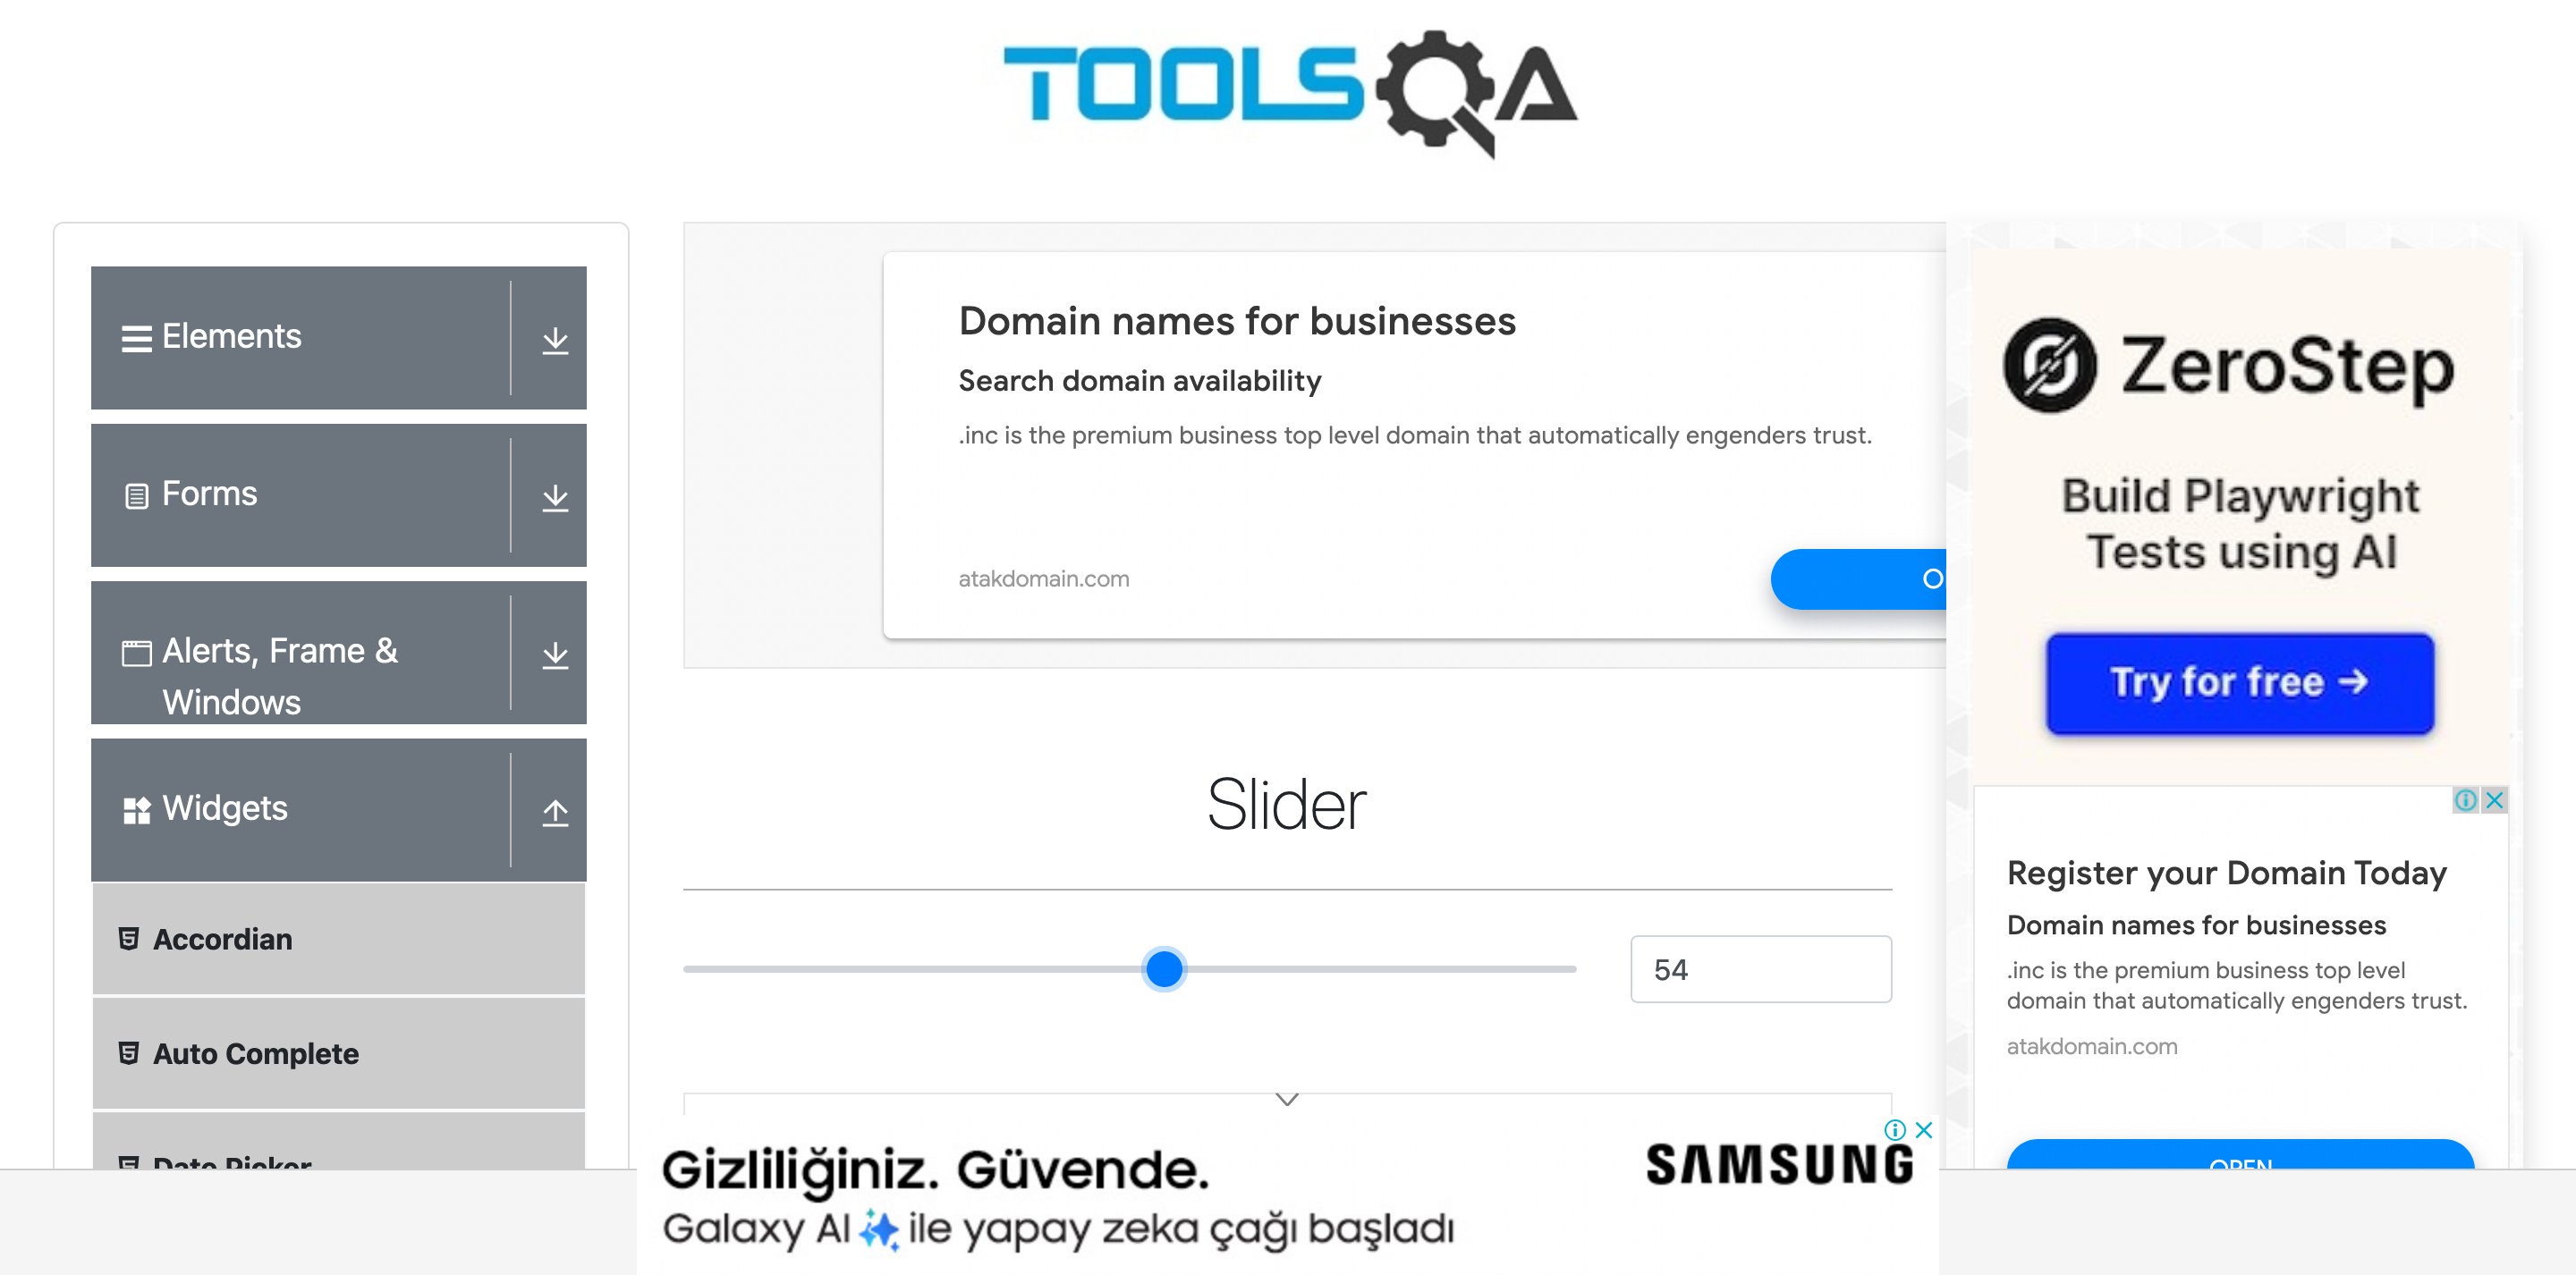 TOOLSQA
Elements
Forms
Alerts, Frame &
Windows
Widgets
Accordian
Auto Complete
Date Picker
Domain names for businesses
Search domain availability
.inc is the premium business top level domain that automatically engenders trust.
atakdomain.com
O
Slider
54
ZeroStep
Build Playwright
Tests using AI
Try for free →
Register your Domain Today
Domain names for businesses
.inc is the premium business top level
domain that automatically engenders trust.
atakdomain.com
OPEN
Gizliliğiniz. Güvende.
Galaxy AI ile yapay zeka çağı başladı
SAMSUNG